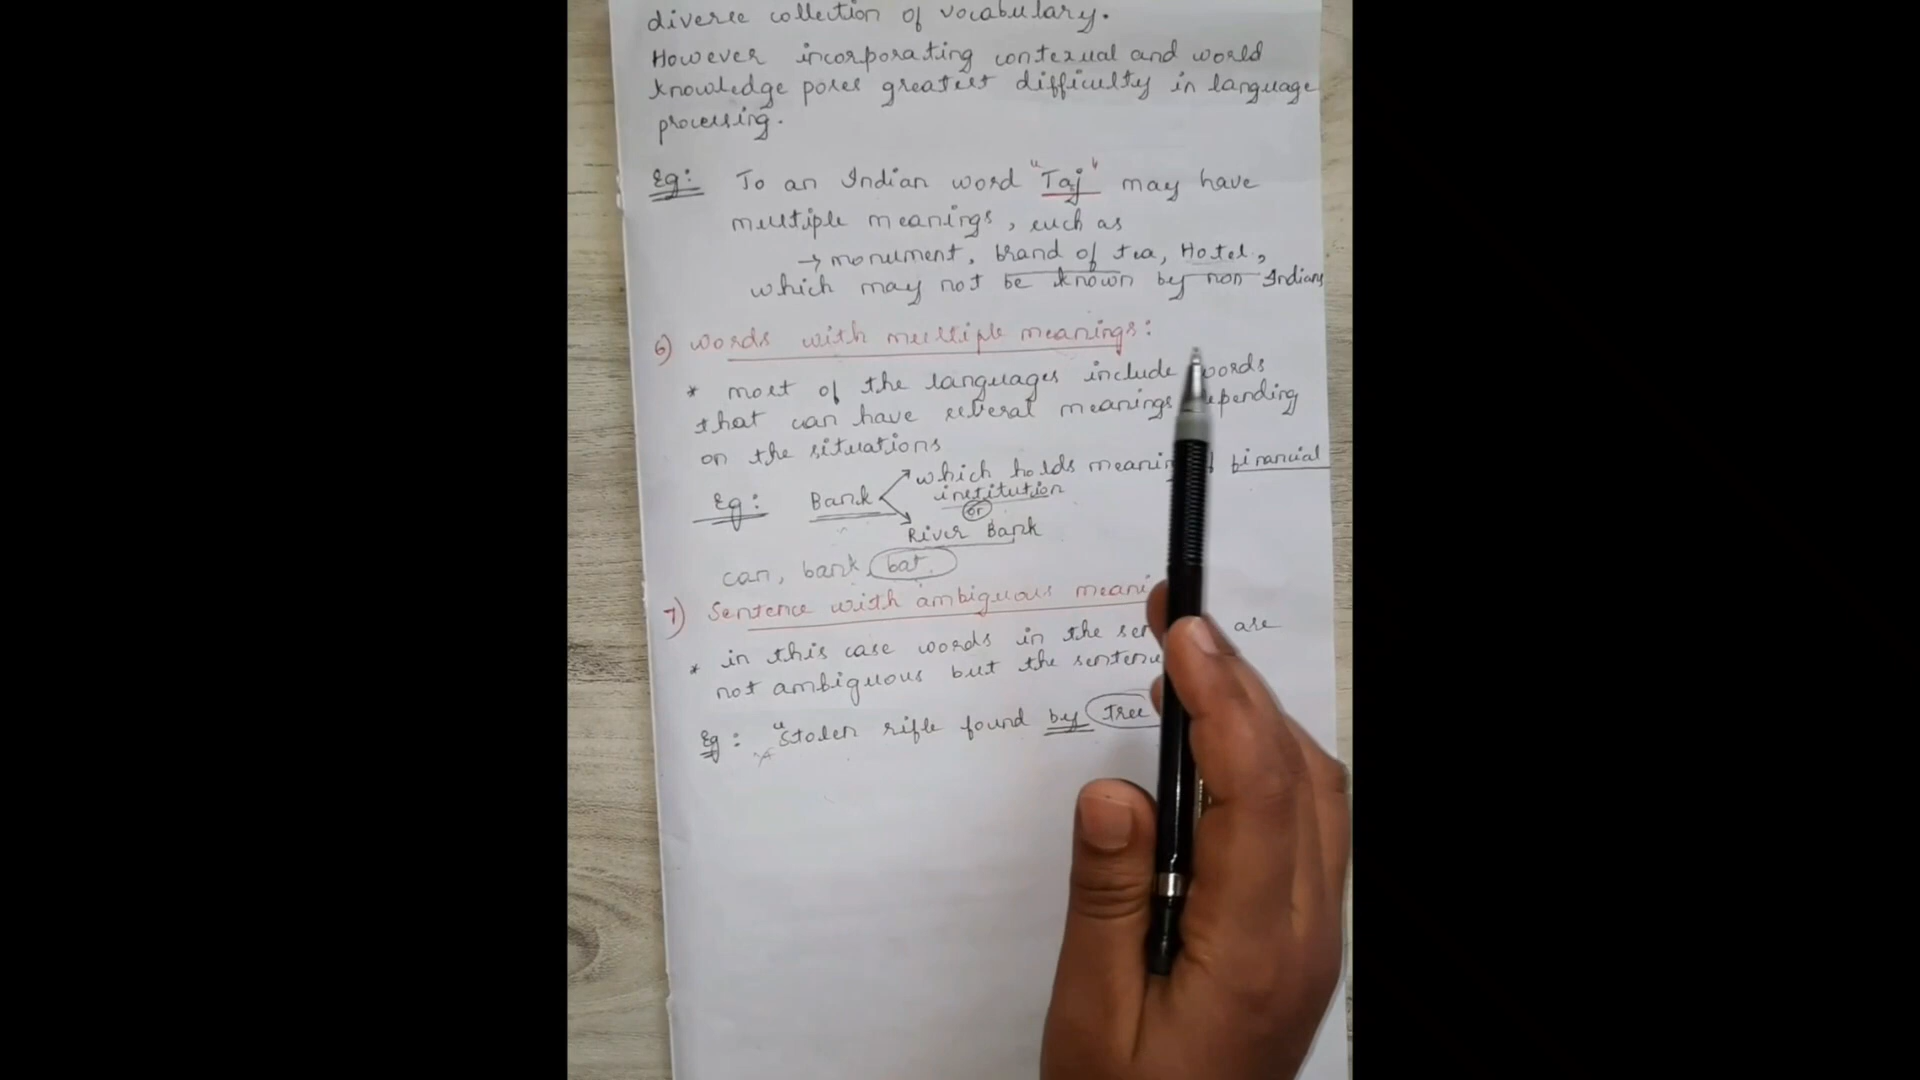 diverse collection of vocabulary.
However incorporating contexual and world
knowledge poses greatest difficulty in language
processing.
Eg: To an Indian word "Taj" may have
multiple meanings, such as
→ monument, brand of tea, Hotel,
which may not be known by non Indians
6) words with multiple meanings:
* most of the languages include words
that can have several meanings depending
on the situations
Eg: Bank which holds meaning financial
institution
or
River Bank
can, bank, bat.
7) Sentence with ambiguous
* in this case words in the are
not ambiguous but the
Eg: "Stolen rifle found by Tree